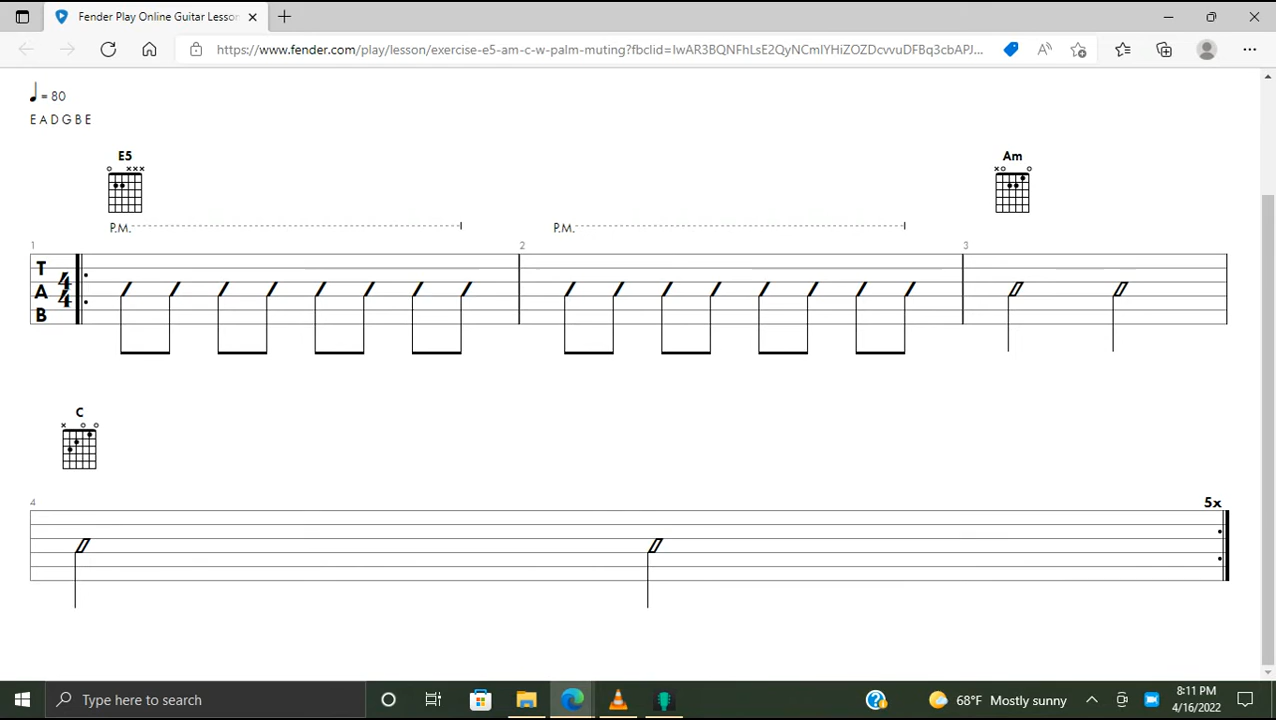 Fender Play Online Guitar Lesson
https://www.fender.com/play/lesson/exercise-e5-am-c-w-palm-muting?fbclid=IwAR3BQNFhLsE2QyNCmIYHiZOZDcvvuDFBq3cbAPJ...
= 80
E A D G B E
E5
Am
P.M.
P.M.
1
2
3
T
A
B
4
4
C
4
5x
Type here to search
68°F Mostly sunny
8:11 PM
4/16/2022